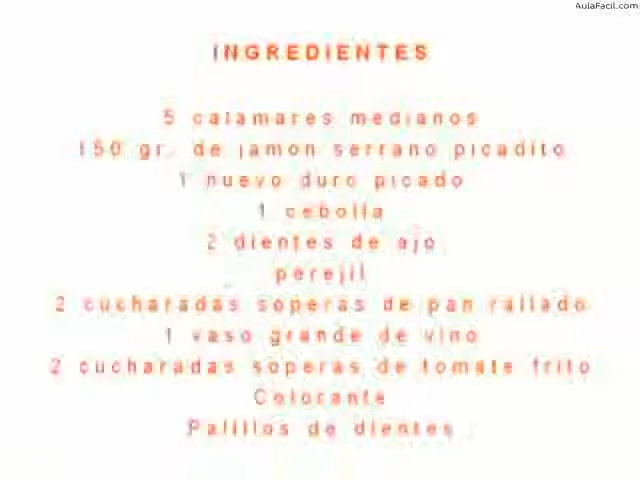 AulaFacil.com
INGREDIENTES
5 calamares medianos
150 gr. de jamon serrano picadito
1 huevo duro picado
1 cebolla
2 dientes de ajo
perejil
2 cucharadas soperas de pan rallado
1 vaso grande de vino
2 cucharadas soperas de tomate frito
Colorante
Palillos de dientes